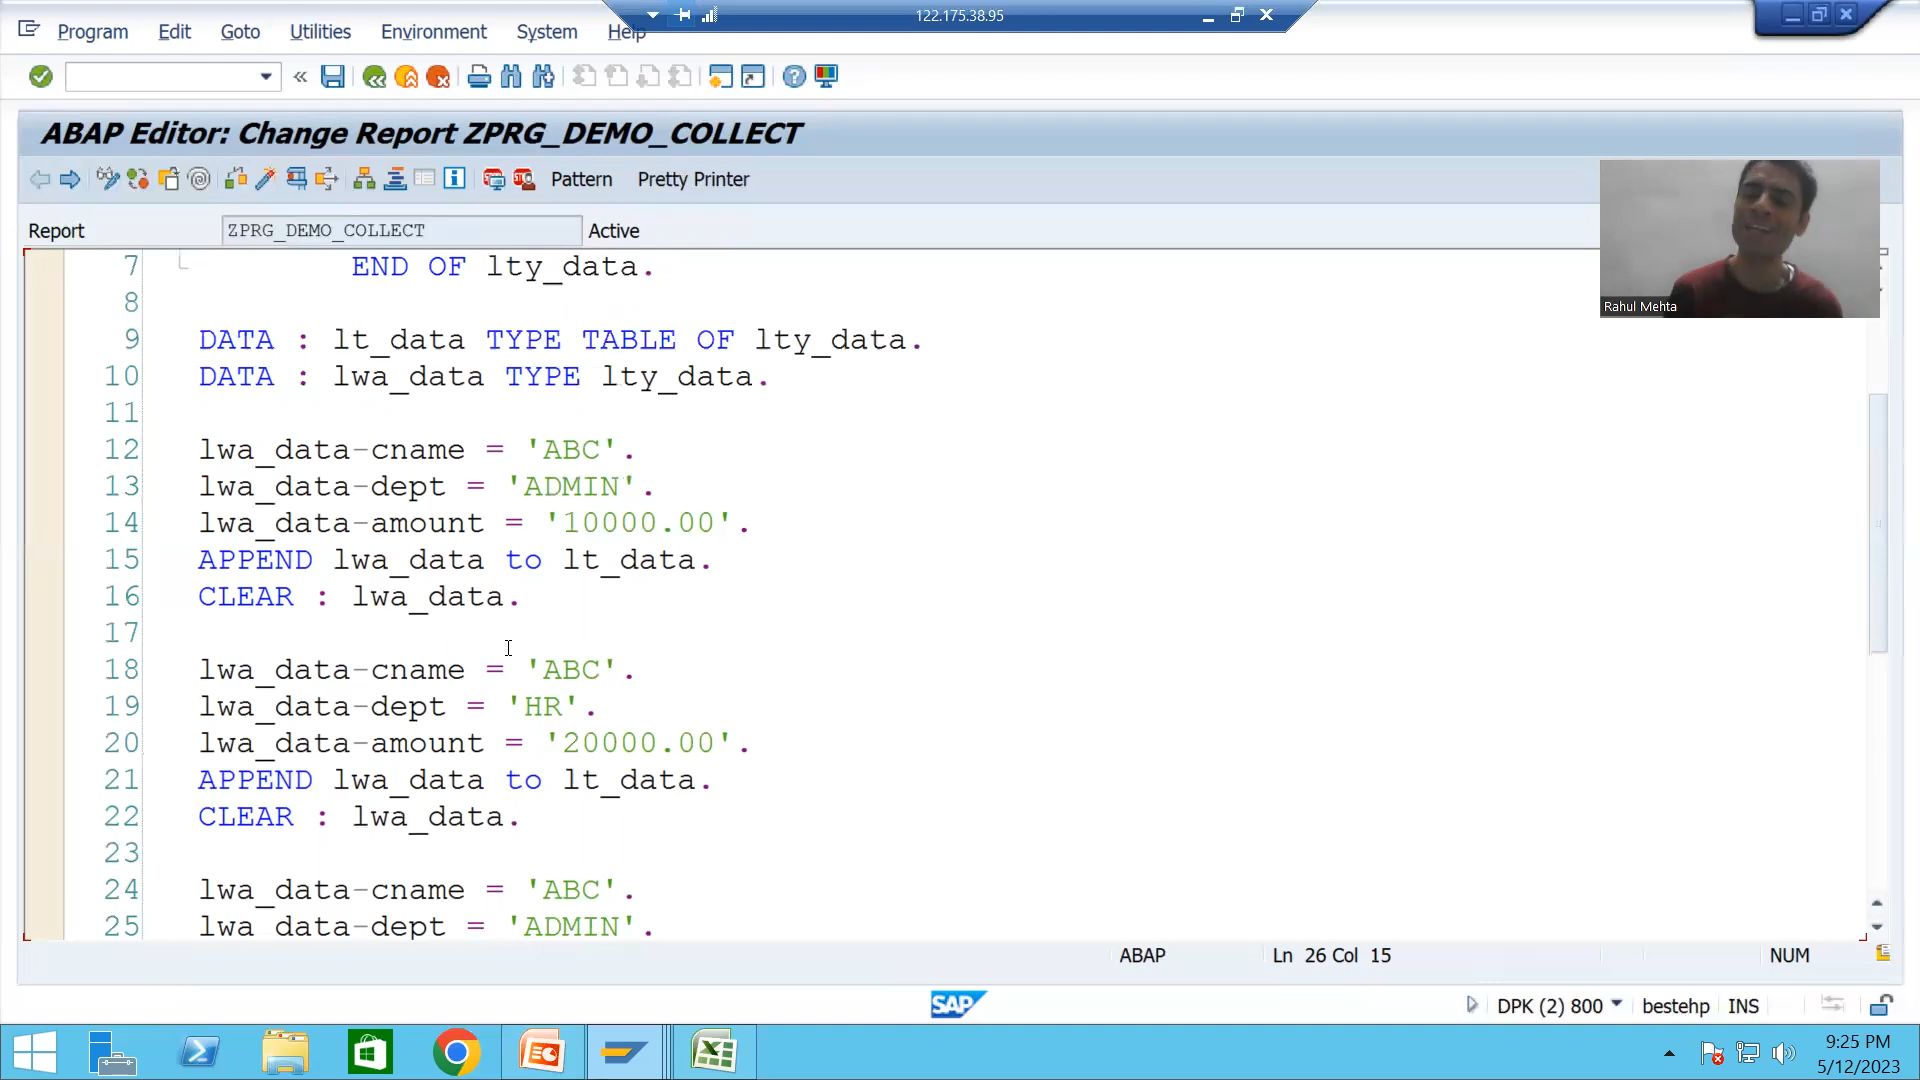 122.175.38.95
Program Edit Goto Utilities Environment System Help
ABAP Editor: Change Report ZPRG_DEMO_COLLECT
Pattern Pretty Printer
Report ZPRG_DEMO_COLLECT Active
Rahul Mehta
7 END OF lty_data.
8
9 DATA : lt_data TYPE TABLE OF lty_data.
10 DATA : lwa_data TYPE lty_data.
11
12 lwa_data-cname = 'ABC'.
13 lwa_data-dept = 'ADMIN'.
14 lwa_data-amount = '10000.00'.
15 APPEND lwa_data to lt_data.
16 CLEAR : lwa_data.
17
18 lwa_data-cname = 'ABC'.
19 lwa_data-dept = 'HR'.
20 lwa_data-amount = '20000.00'.
21 APPEND lwa_data to lt_data.
22 CLEAR : lwa_data.
23
24 lwa_data-cname = 'ABC'.
25 lwa_data-dept = 'ADMIN'.
ABAP Ln 26 Col 15 NUM
SAP
DPK (2) 800 bestehp INS
9:25 PM
5/12/2023